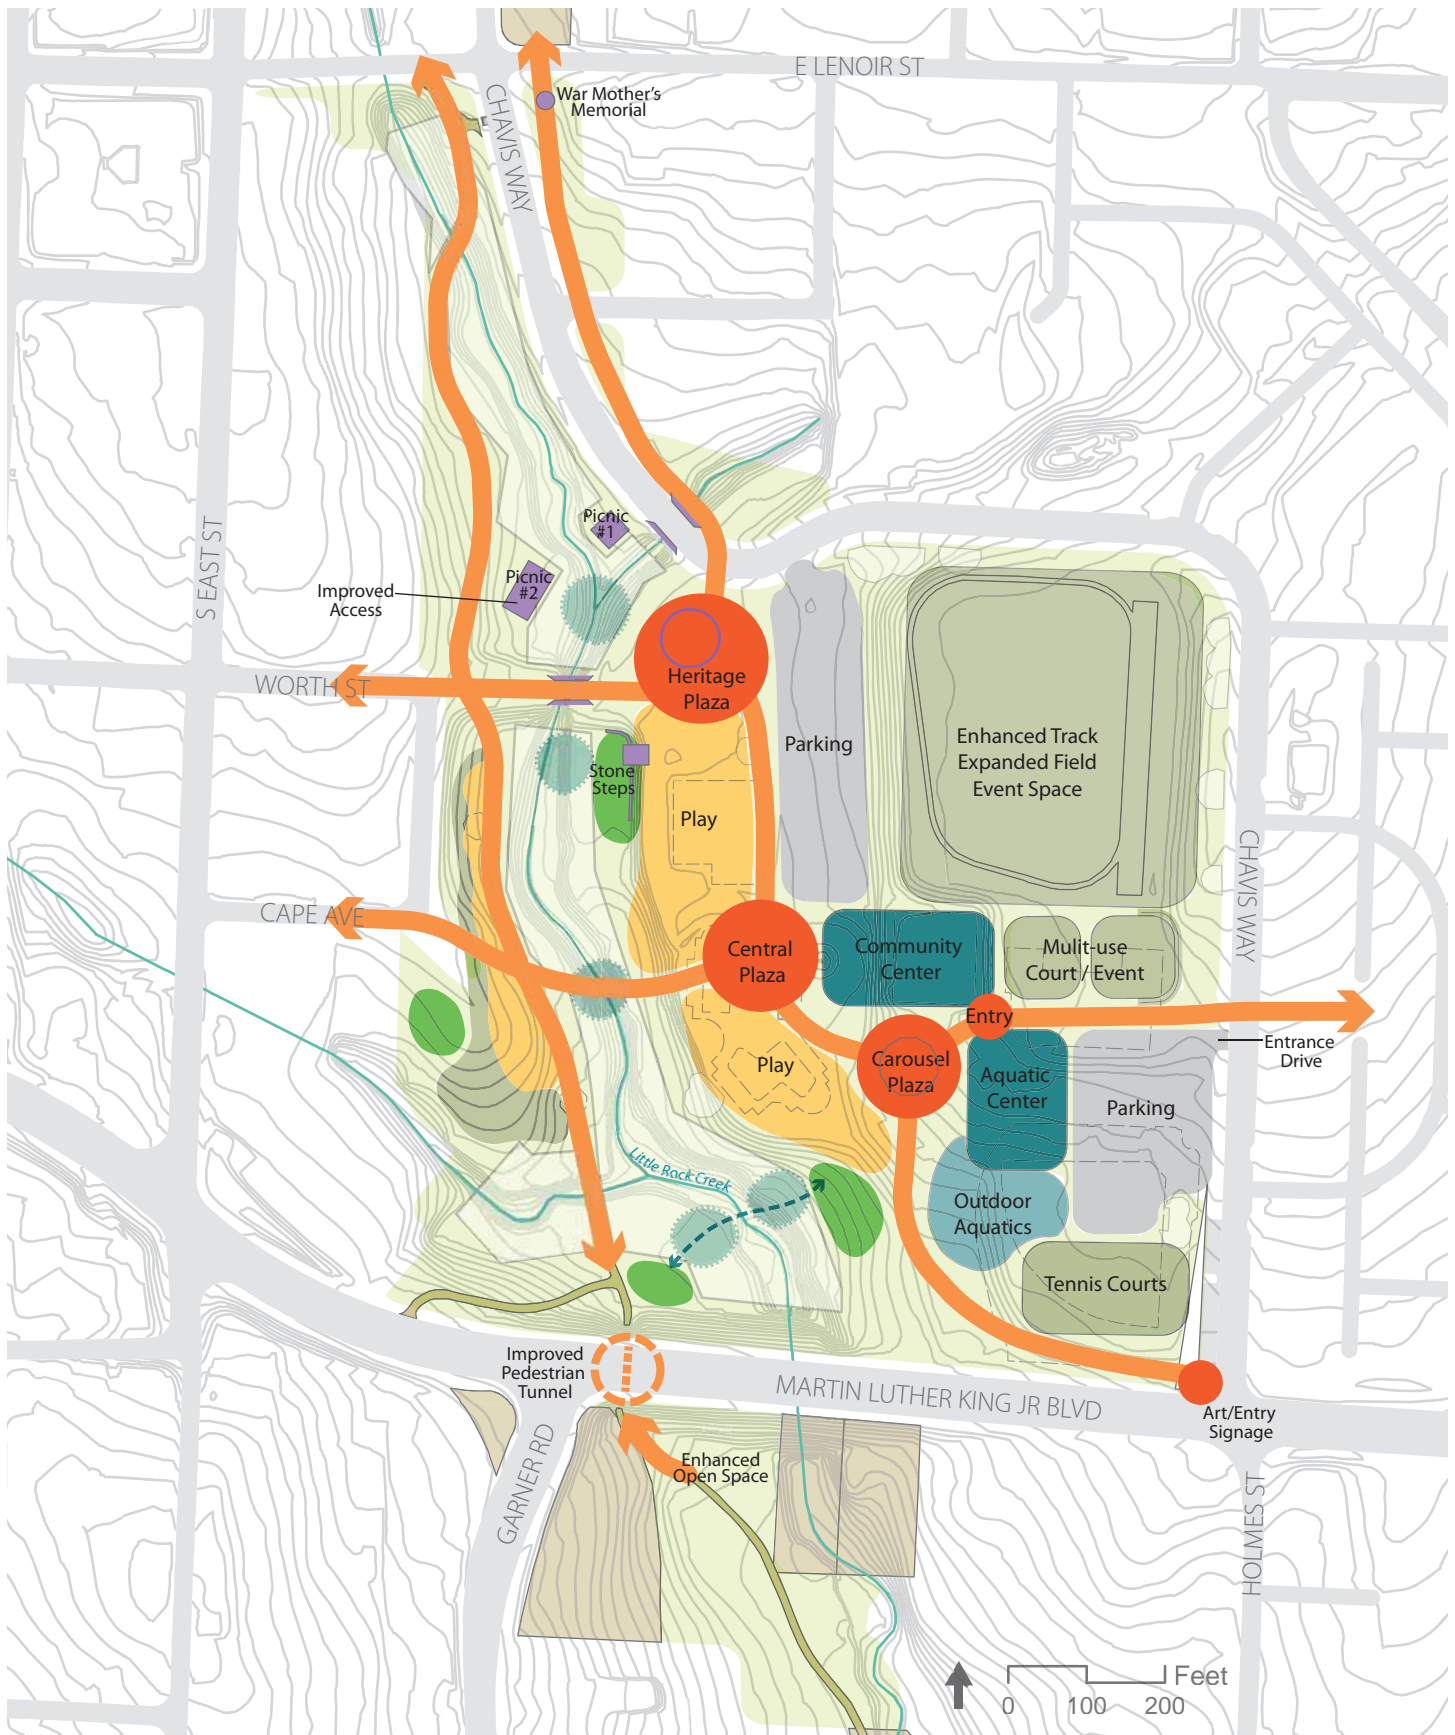 E LENOIR ST
War Mother's
Memorial
CHAVIS WAY
S EAST ST
Picnic
#1
Picnic
#2
Improved
Access
WORTH ST
Heritage
Plaza
Parking
Enhanced Track
Expanded Field
Event Space
Stone
Steps
Play
CHAVIS WAY
CAPE AVE
Central
Plaza
Community
Center
Mulit-use
Court / Event
Entry
Entrance
Drive
Play
Carousel
Plaza
Aquatic
Center
Parking
Little Rock Creek
Outdoor
Aquatics
Tennis Courts
Improved
Pedestrian
Tunnel
MARTIN LUTHER KING JR BLVD
Art/Entry
Signage
GARNER RD
Enhanced
Open Space
HOLMES ST
Feet
0 100 200